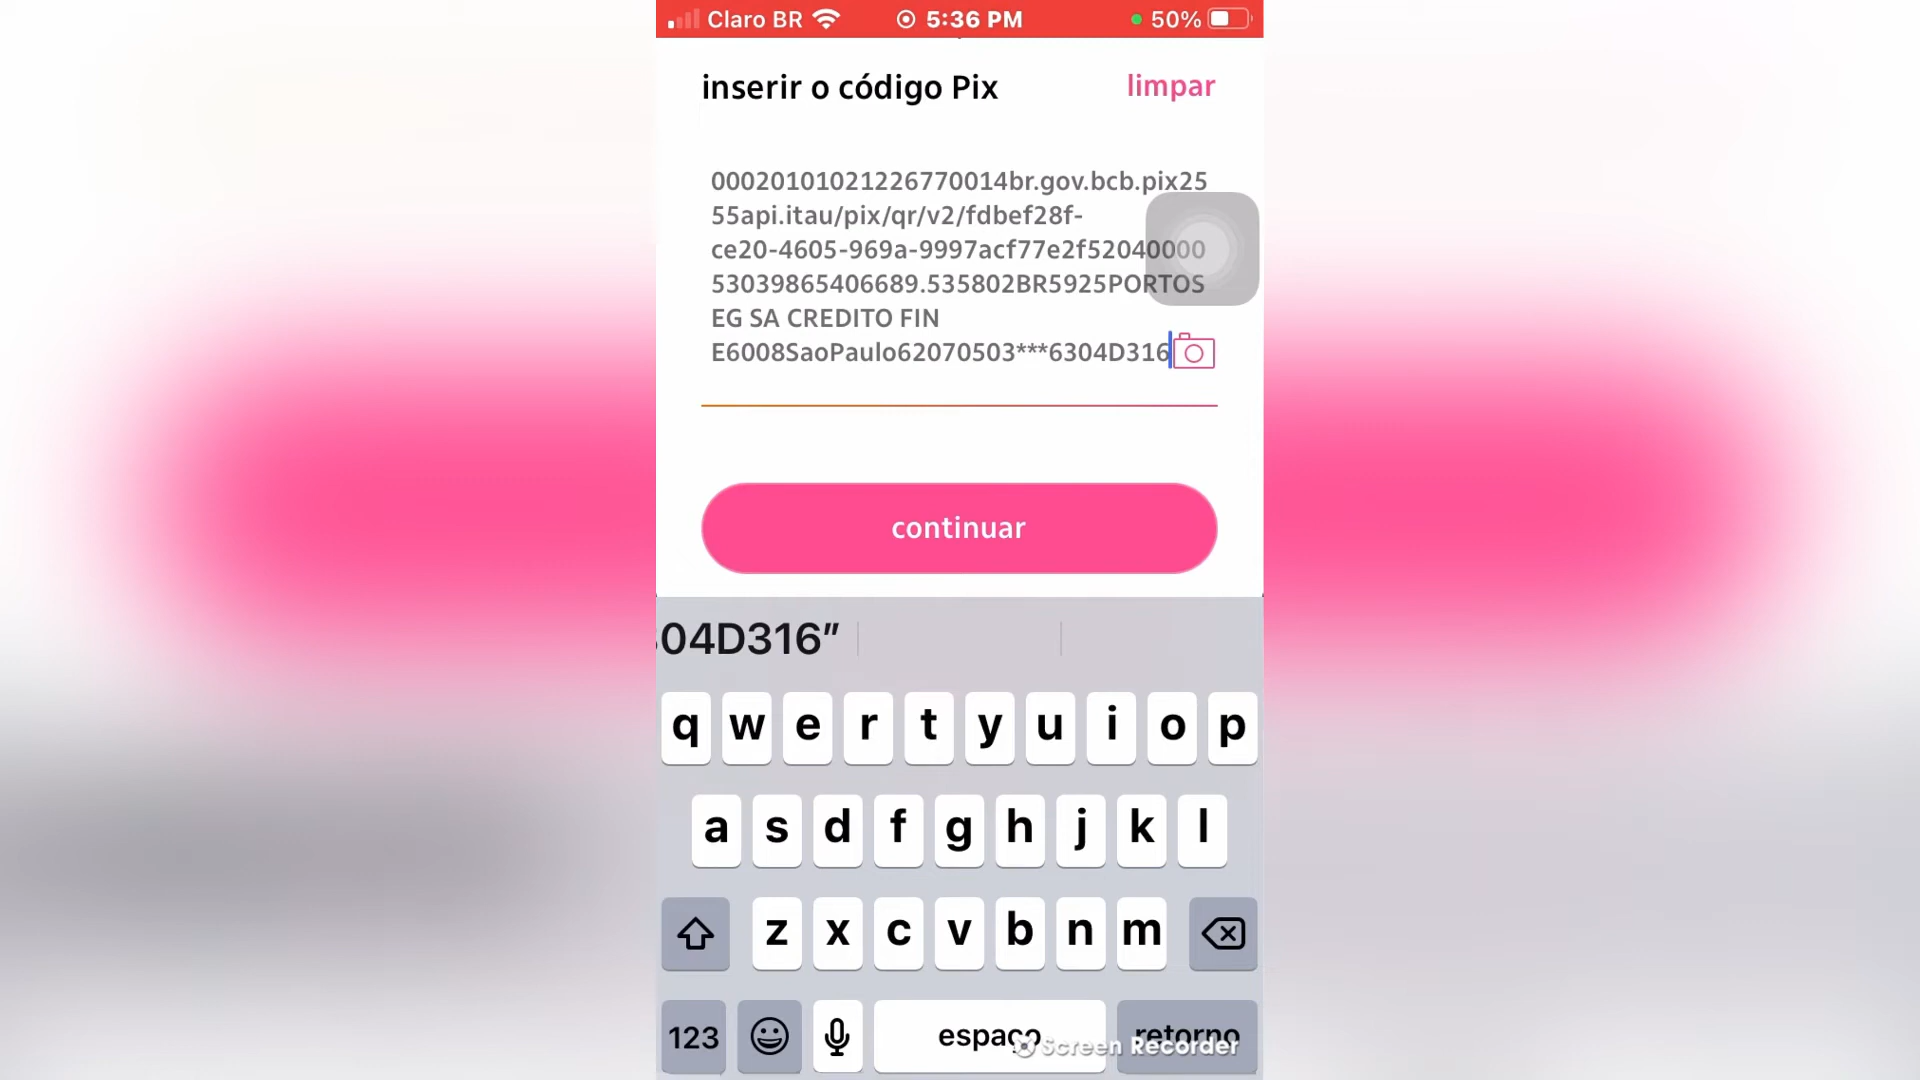 Claro BR 5:36 PM 50%
inserir o código Pix limpar
00020101021226770014br.gov.bcb.pix25
55api.itau/pix/qr/v2/fdbef28f-
ce20-4605-969a-9997acf77e2f52040000
53039865406689.535802BR5925PORTOS
EG SA CREDITO FIN
E6008SaoPaulo62070503***6304D316
continuar
04D316”
q w e r t y u i o p
a s d f g h j k l
z x c v b n m
123 espaço retorno
Screen Recorder